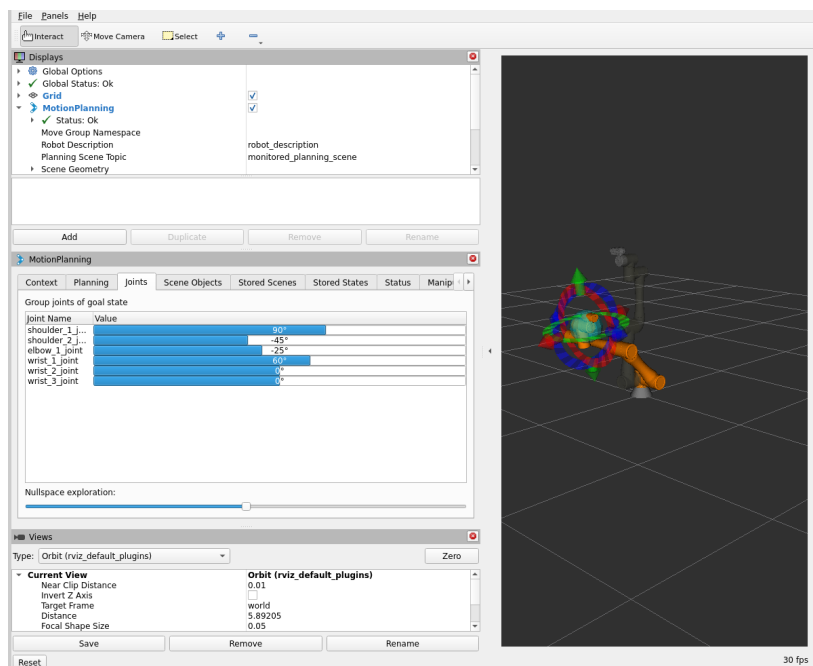 File Panels Help
Interact Move Camera Select
Displays
Global Options
Global Status: Ok
Grid
MotionPlanning
Status: Ok
Move Group Namespace
Robot Description robot_description
Planning Scene Topic monitored_planning_scene
Scene Geometry
Add Duplicate Remove Rename
MotionPlanning
Context Planning Joints Scene Objects Stored Scenes Stored States Status Manip
Group joints of goal state
Joint Name Value
shoulder_1_j... 90°
shoulder_2_j... -45°
elbow_1_joint -25°
wrist_1_joint 60°
wrist_2_joint 0°
wrist_3_joint 0°
Nullspace exploration:
Views
Type: Orbit (rviz_default_plugins) Zero
Current View Orbit (rviz_default_plugins)
Near Clip Distance 0.01
Invert Z Axis
Target Frame world
Distance 5.89205
Focal Shape Size 0.05
Save Remove Rename
Reset 30 fps